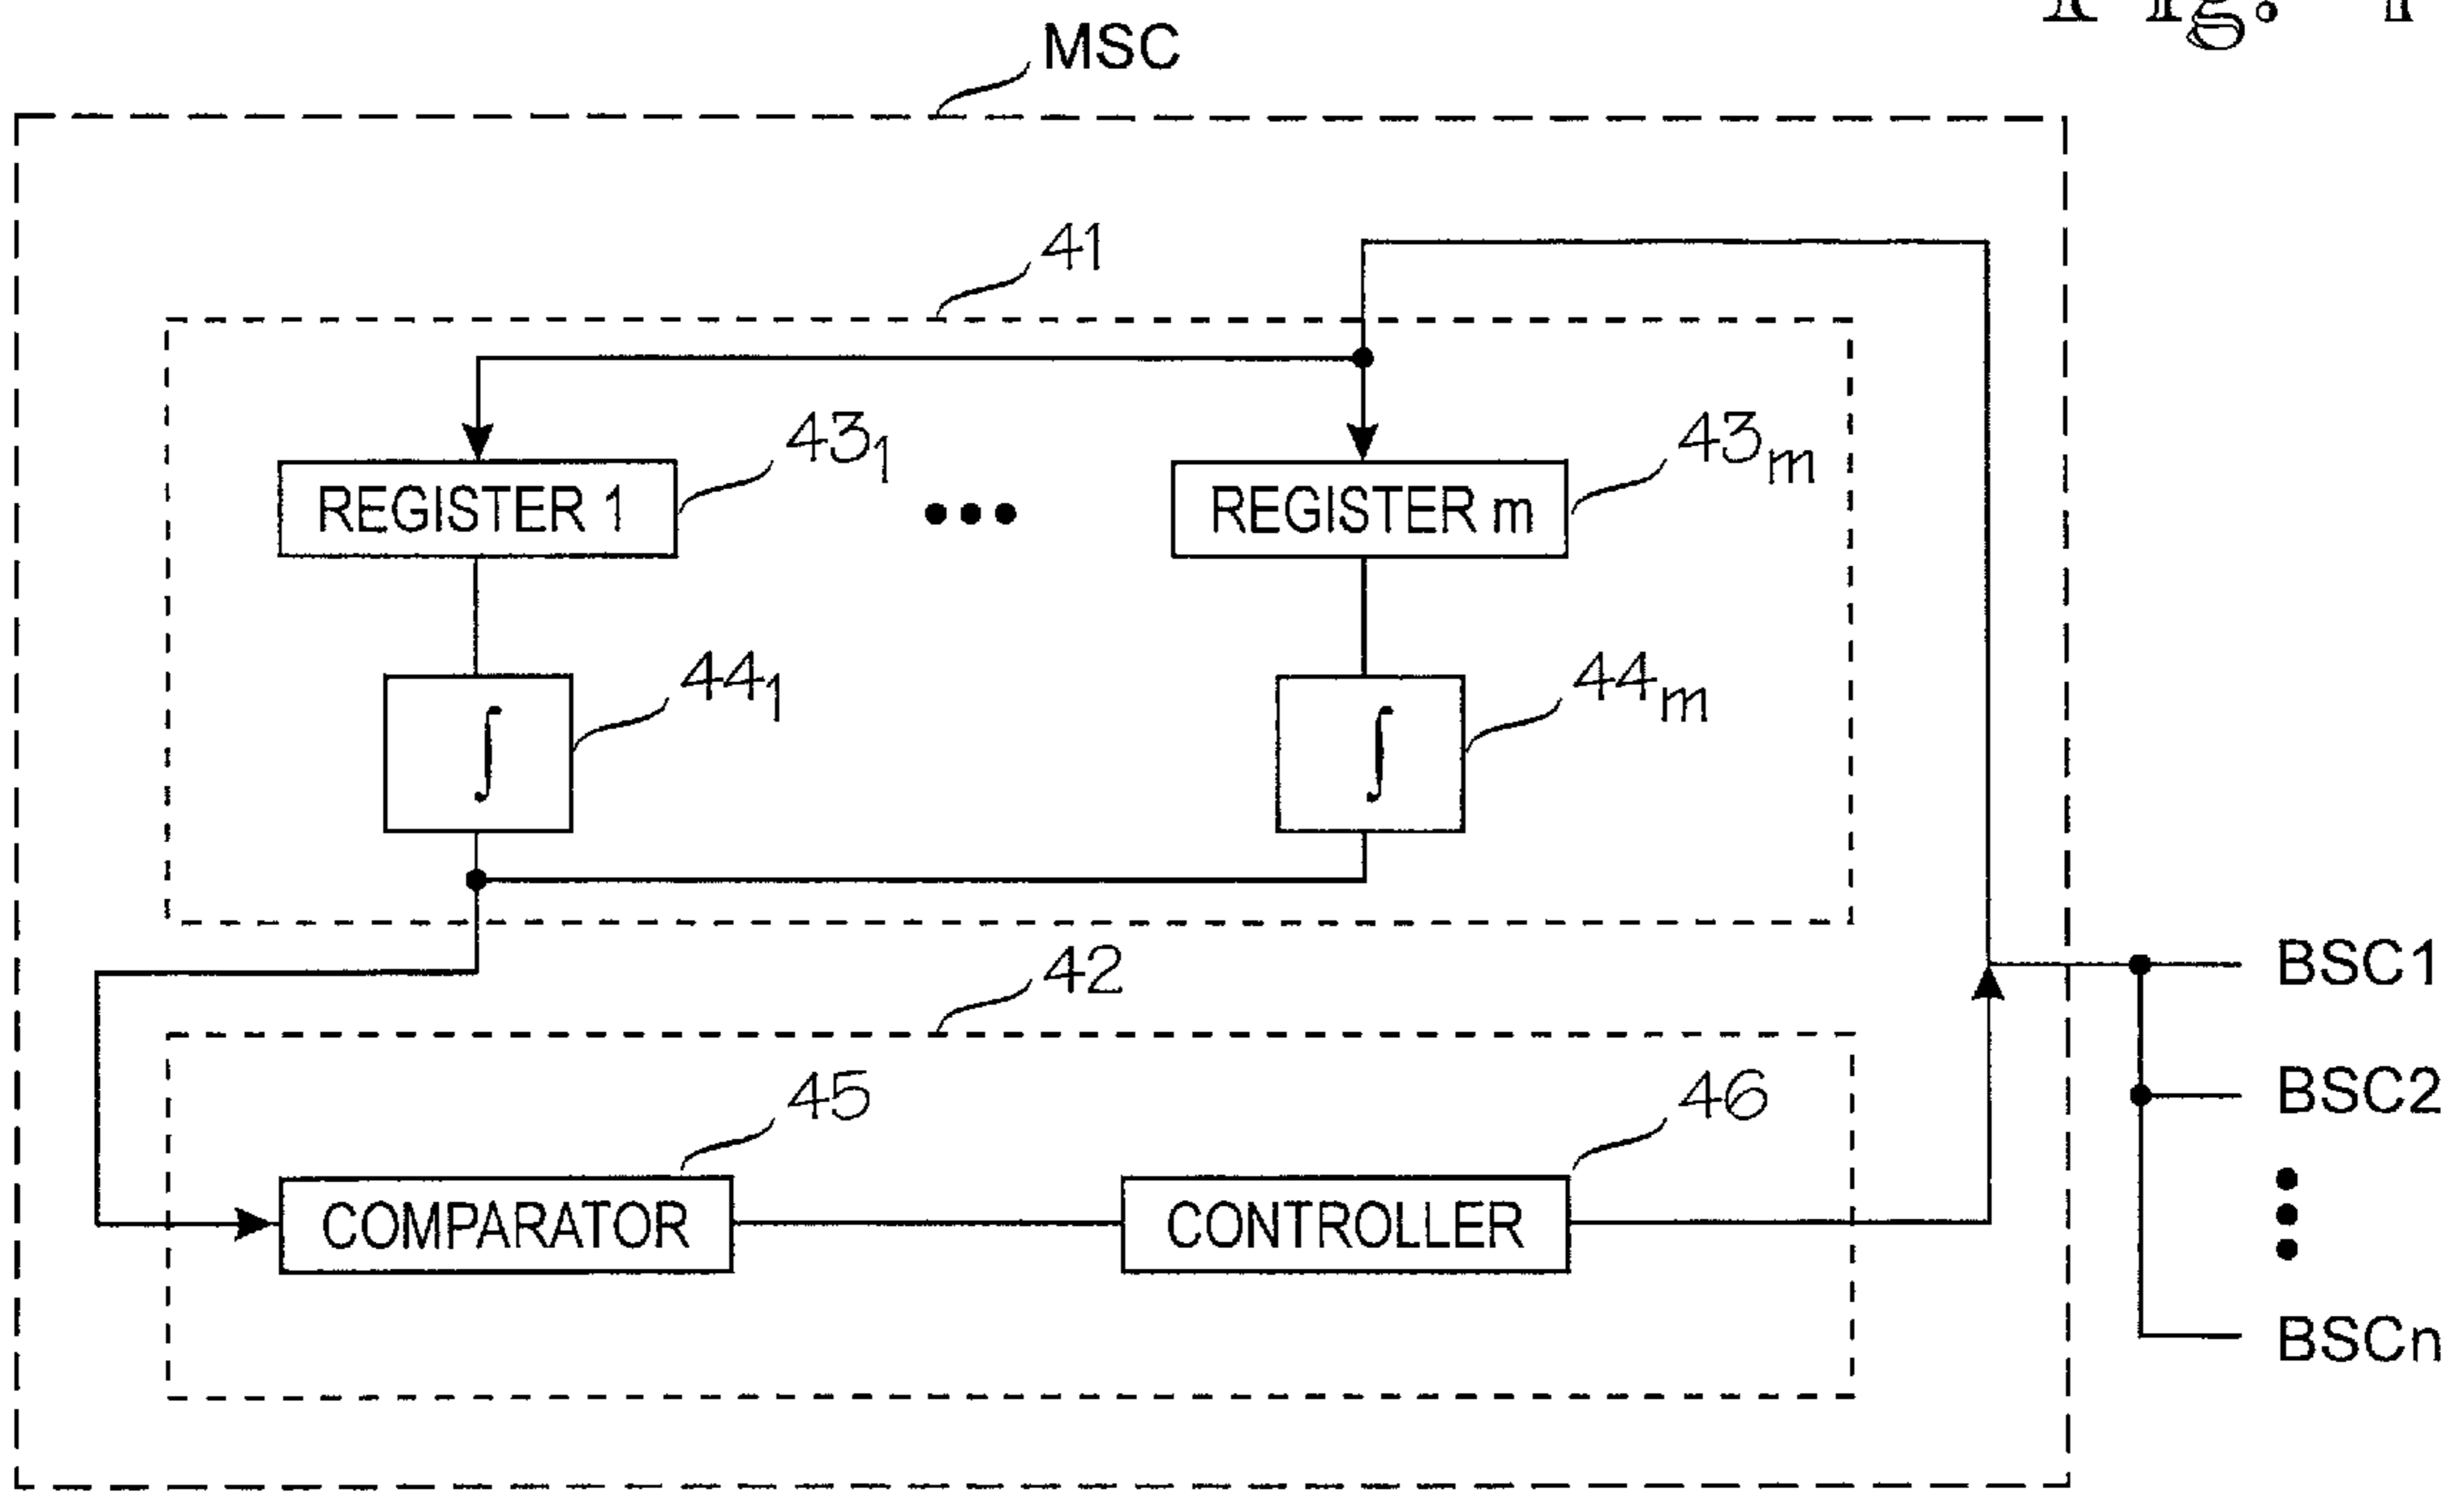 MSC
41
REGISTER 1
43₁
REGISTER m
43ₘ
∫
44₁
∫
44ₘ
42
45
COMPARATOR
46
CONTROLLER
BSC1
BSC2
BSCn